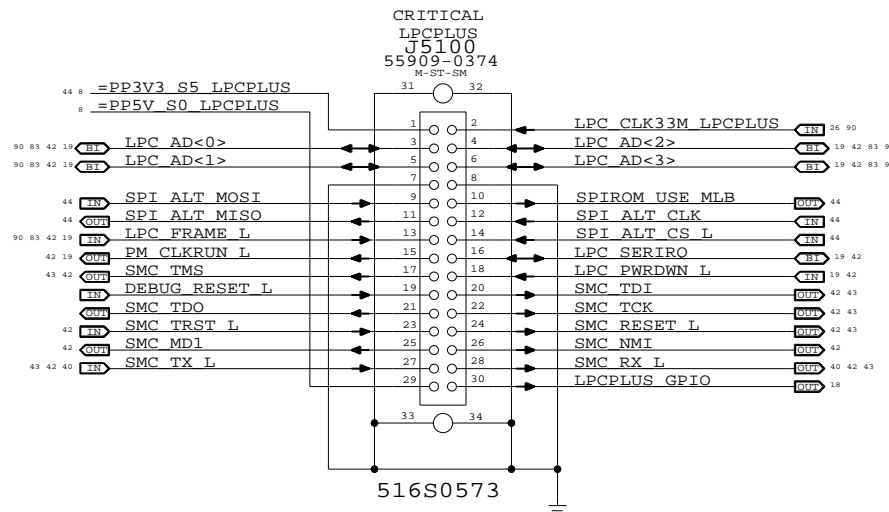 CRITICAL
LPCPLUS
J5100
55909-0374
M-ST-SM
31 32
44 8 =PP3V3_S5_LPCPLUS
8 =PP5V_S0_LPCPLUS
1 2 LPC_CLK33M_LPCPLUS IN 26 90
90 83 42 19 BI LPC_AD<0> 3 4 LPC_AD<2> BI 19 42 83 9
90 83 42 19 BI LPC_AD<1> 5 6 LPC_AD<3> BI 19 42 83 9
7 8
44 IN SPI_ALT_MOSI 9 10 SPIROM_USE_MLB OUT 44
44 OUT SPI_ALT_MISO 11 12 SPI_ALT_CLK IN 44
90 83 42 19 IN LPC_FRAME_L 13 14 SPI_ALT_CS_L IN 44
42 19 OUT PM_CLKRUN_L 15 16 LPC_SERIRQ BI 19 42
43 42 OUT SMC_TMS 17 18 LPC_PWRDWN_L IN 19 42
IN DEBUG_RESET_L 19 20 SMC_TDI OUT 42 43
OUT SMC_TDO 21 22 SMC_TCK OUT 42 43
42 IN SMC_TRST_L 23 24 SMC_RESET_L OUT 42 43
42 OUT SMC_MD1 25 26 SMC_NMI OUT 42
43 42 40 IN SMC_TX_L 27 28 SMC_RX_L OUT 40 42 43
29 30 LPCPLUS_GPIO OUT 18
33 34
516S0573